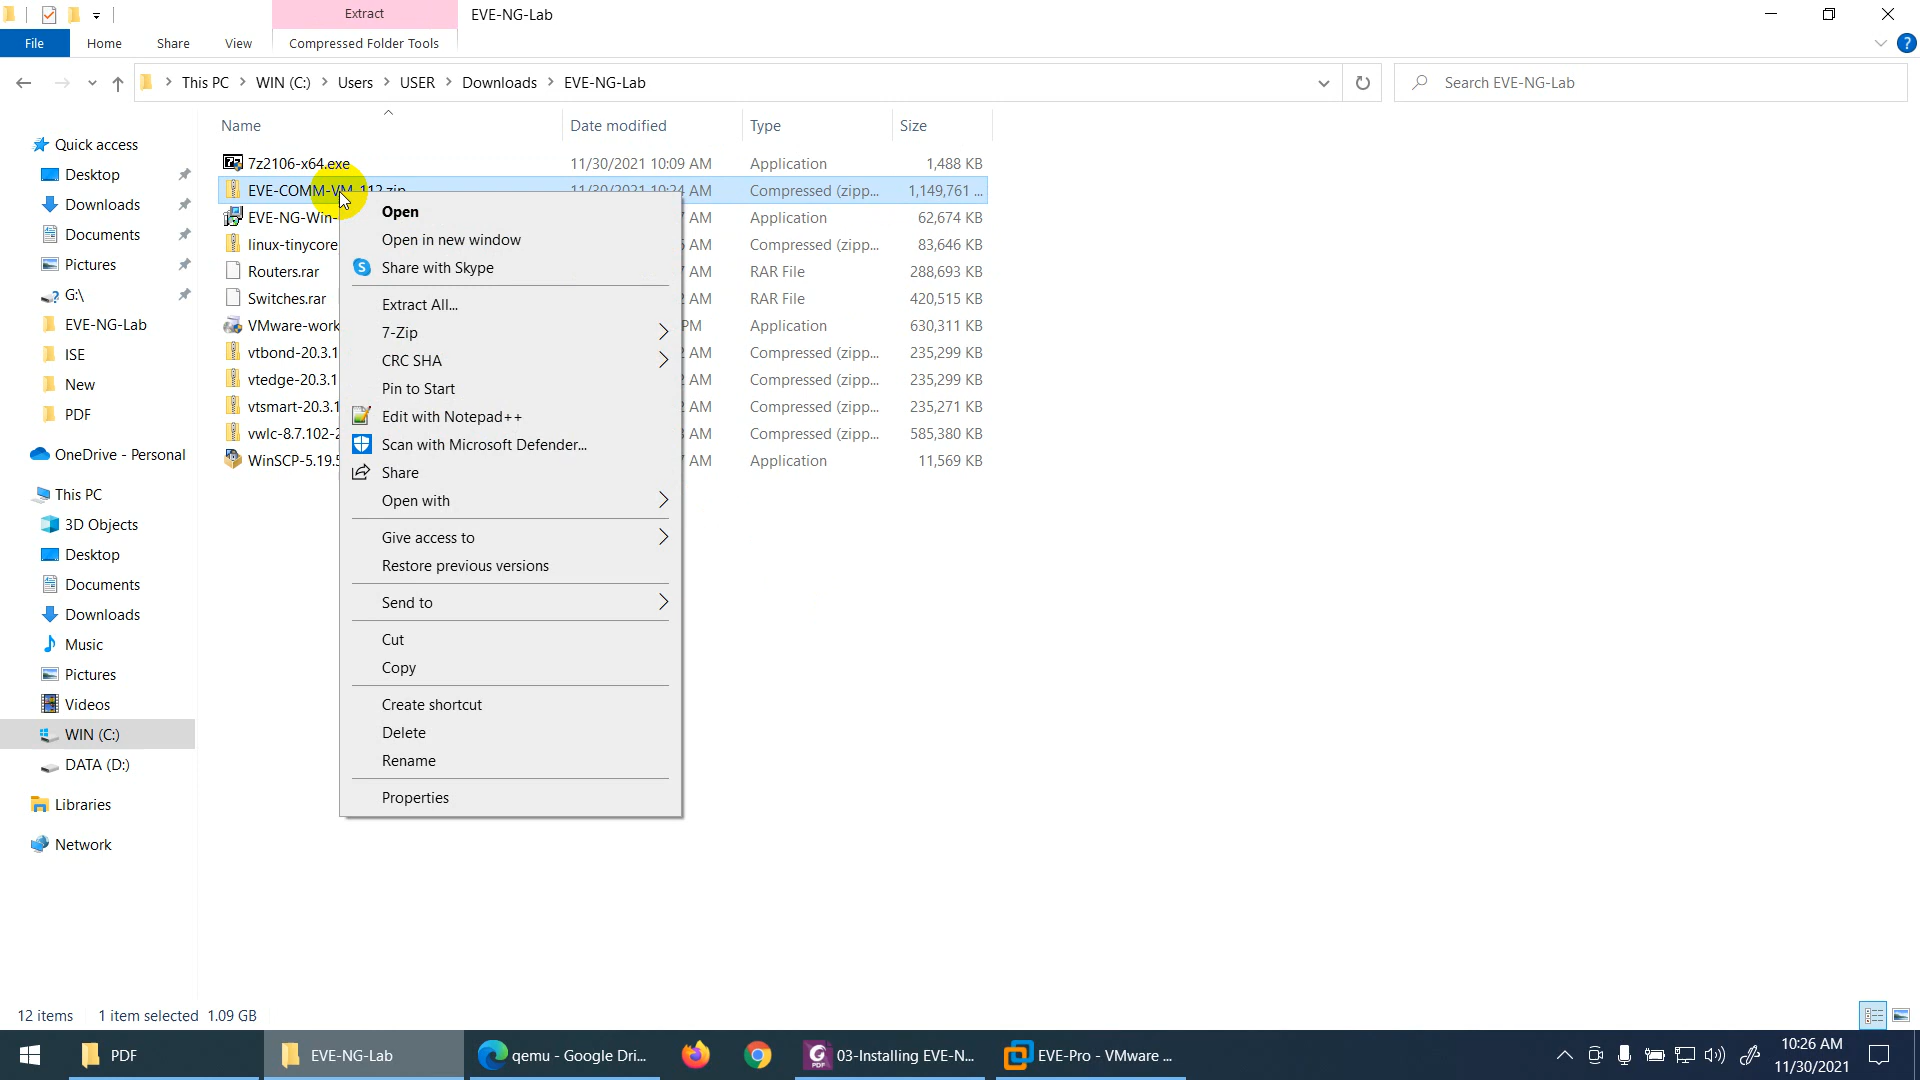 Extract
EVE-NG-Lab
File
Home
Share
View
Compressed Folder Tools
?
This PC
WIN (C:)
Users
USER
Downloads
EVE-NG-Lab
Search EVE-NG-Lab
Name
Date modified
Type
Size
7z2106-x64.exe 11/30/2021 10:09 AM Application 1,488 KB
EVE-COMM-VM-112.zip 11/30/2021 10:24 AM Compressed (zipp... 1,149,761 ...
EVE-NG-Win- AM Application 62,674 KB
linux-tinycore AM Compressed (zipp... 83,646 KB
Routers.rar AM RAR File 288,693 KB
Switches.rar AM RAR File 420,515 KB
VMware-work PM Application 630,311 KB
vtbond-20.3.1 AM Compressed (zipp... 235,299 KB
vtedge-20.3.1 AM Compressed (zipp... 235,299 KB
vtsmart-20.3.1 AM Compressed (zipp... 235,271 KB
vwlc-8.7.102-2 AM Compressed (zipp... 585,380 KB
WinSCP-5.19.5 AM Application 11,569 KB
Open
Open in new window
Share with Skype
Extract All...
7-Zip
CRC SHA
Pin to Start
Edit with Notepad++
Scan with Microsoft Defender...
Share
Open with
Give access to
Restore previous versions
Send to
Cut
Copy
Create shortcut
Delete
Rename
Properties
Quick access
Desktop
Downloads
Documents
Pictures
G:\
EVE-NG-Lab
ISE
New
PDF
OneDrive - Personal
This PC
3D Objects
Desktop
Documents
Downloads
Music
Pictures
Videos
WIN (C:)
DATA (D:)
Libraries
Network
12 items
1 item selected 1.09 GB
PDF
EVE-NG-Lab
qemu - Google Dri...
03-Installing EVE-N...
EVE-Pro - VMware ...
10:26 AM
11/30/2021